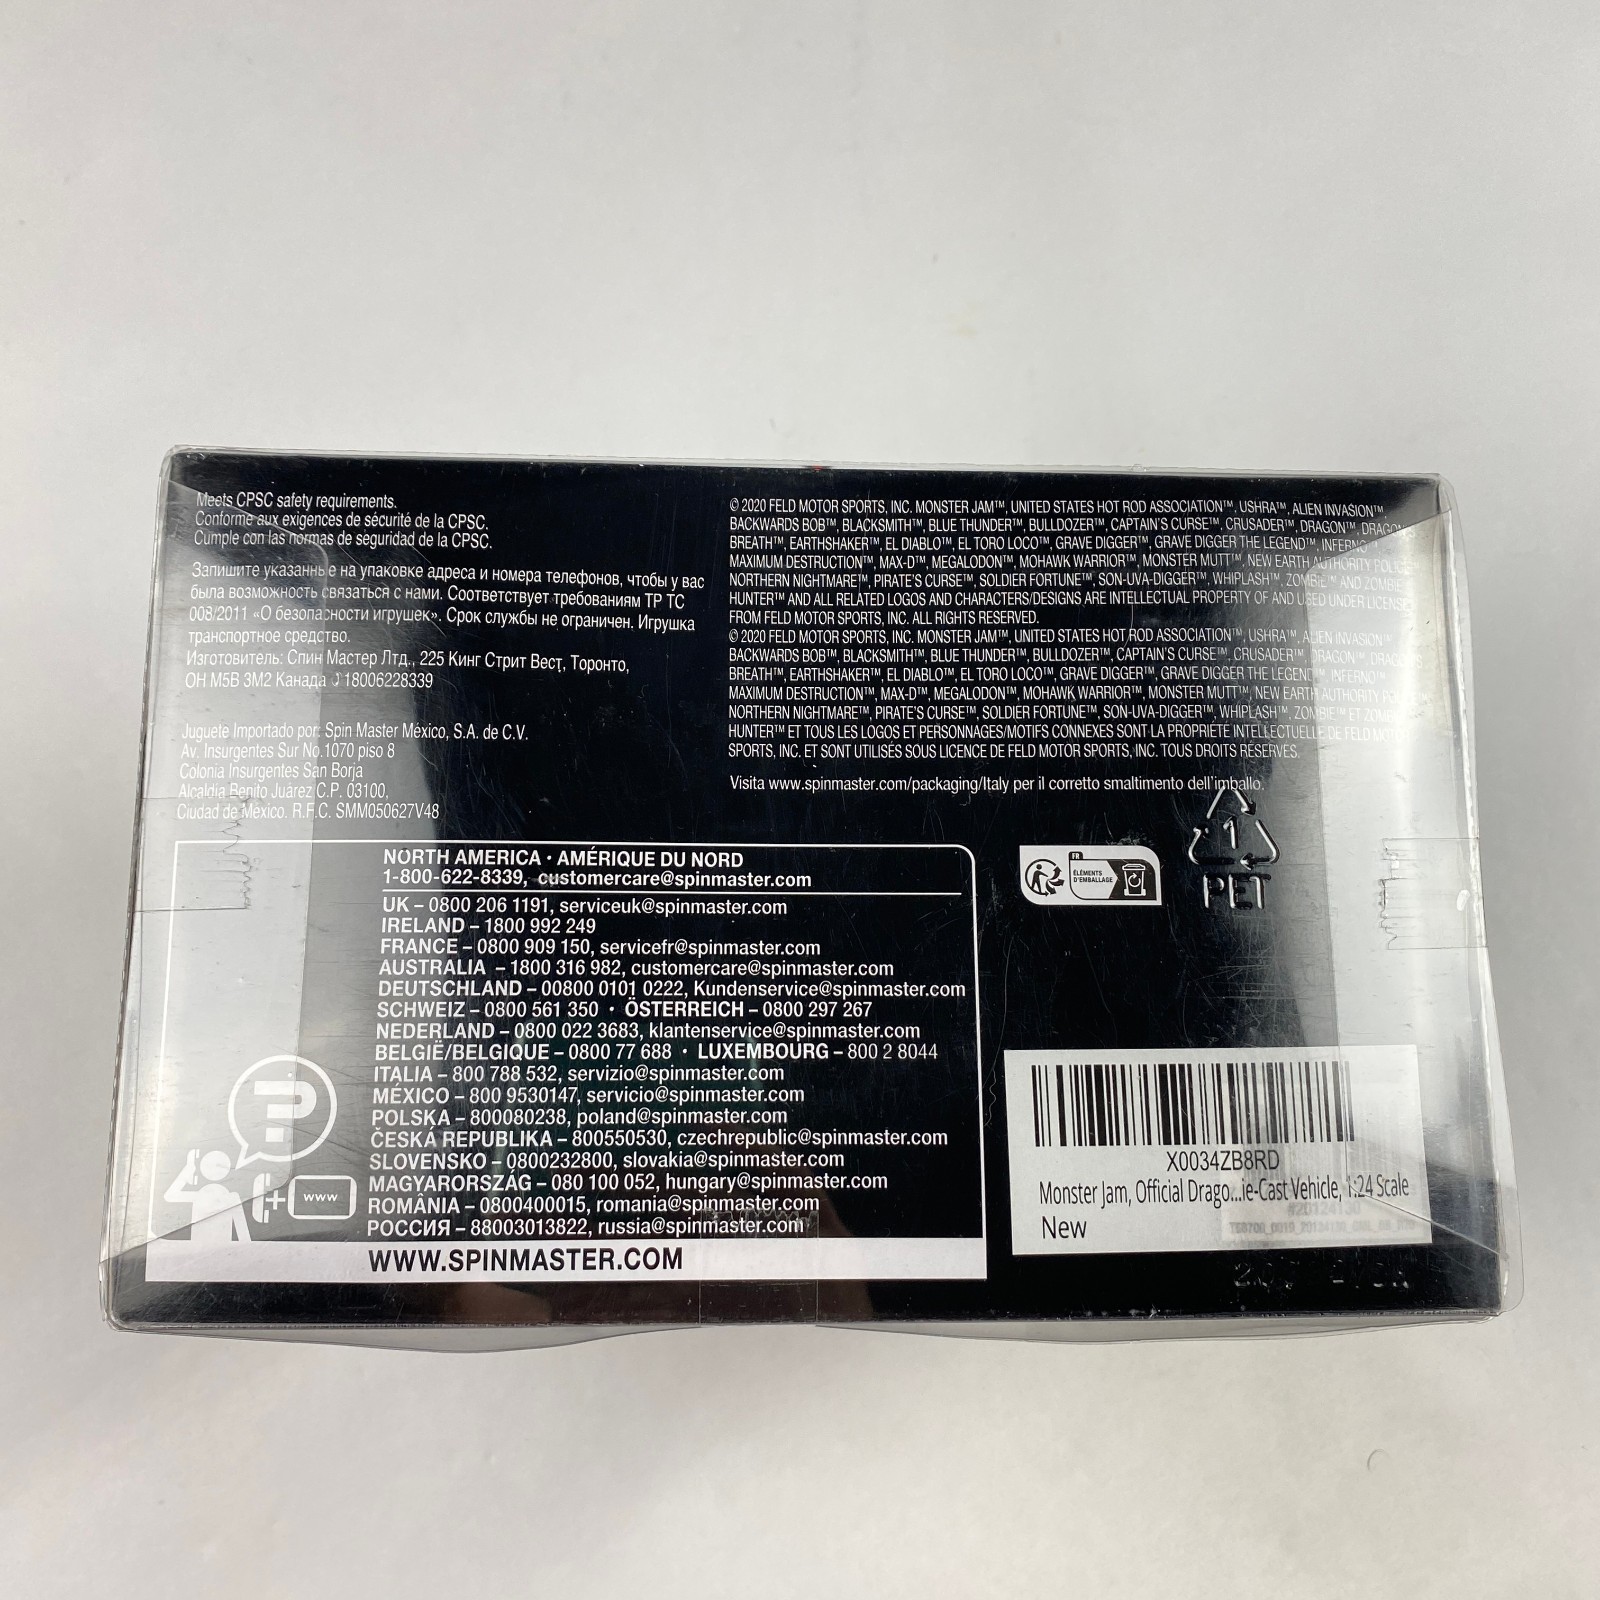 Meets CPSC safety requirements.
Conforme aux exigences de sécurité de la CPSC.
Cumple con las normas de seguridad de la CPSC.
Запишите указанные на упаковке адреса и номера телефонов, чтобы у вас
была возможность связаться с нами. Соответствует требованиям ТР ТС
008/2011 «О безопасности игрушек». Срок службы не ограничен. Игрушка
транспортное средство.
Изготовитель: Спин Мастер Лтд., 225 Кинг Стрит Вест, Торонто,
ОН М5В 3М2 Канада 18006228339
Juguete Importado por: Spin Master México, S.A. de C.V.
Av. Insurgentes Sur No.1070 piso 8
Colonia Insurgentes San Borja
Alcaldía Benito Juárez C.P. 03100,
Ciudad de México. R.F.C. SMM050627V48
© 2020 FELD MOTOR SPORTS, INC. MONSTER JAM™, UNITED STATES HOT ROD ASSOCIATION™, USHRA™, ALIEN INVASION™,
BACKWARDS BOB™, BLACKSMITH™, BLUE THUNDER™, BULLDOZER™, CAPTAIN'S CURSE™, CRUSADER™, DRAGON™, DRAGON'S
BREATH™, EARTHSHAKER™, EL DIABLO™, EL TORO LOCO™, GRAVE DIGGER™, GRAVE DIGGER THE LEGEND™, INFERNO™,
MAXIMUM DESTRUCTION™, MAX-D™, MEGALODON™, MOHAWK WARRIOR™, MONSTER MUTT™, NEW EARTH AUTHORITY POLICE™,
NORTHERN NIGHTMARE™, PIRATE'S CURSE™, SOLDIER FORTUNE™, SON-UVA-DIGGER™, WHIPLASH™, ZOMBIE™ AND ZOMBIE
HUNTER™ AND ALL RELATED LOGOS AND CHARACTERS/DESIGNS ARE INTELLECTUAL PROPERTY OF AND USED UNDER LICENSE
FROM FELD MOTOR SPORTS, INC. ALL RIGHTS RESERVED.
© 2020 FELD MOTOR SPORTS, INC. MONSTER JAM™, UNITED STATES HOT ROD ASSOCIATION™, USHRA™, ALIEN INVASION™
BACKWARDS BOB™, BLACKSMITH™, BLUE THUNDER™, BULLDOZER™, CAPTAIN'S CURSE™, CRUSADER™, DRAGON™, DRAGON'S
BREATH™, EARTHSHAKER™, EL DIABLO™, EL TORO LOCO™, GRAVE DIGGER™, GRAVE DIGGER THE LEGEND™, INFERNO™
MAXIMUM DESTRUCTION™, MAX-D™, MEGALODON™, MOHAWK WARRIOR™, MONSTER MUTT™, NEW EARTH AUTHORITY POLICE™
NORTHERN NIGHTMARE™, PIRATE'S CURSE™, SOLDIER FORTUNE™, SON-UVA-DIGGER™, WHIPLASH™, ZOMBIE™ ET ZOMBIE
HUNTER™ ET TOUS LES LOGOS ET PERSONNAGES/MOTIFS CONNEXES SONT LA PROPRIÉTÉ INTELLECTUELLE DE FELD MOTOR
SPORTS, INC. ET SONT UTILISÉS SOUS LICENCE DE FELD MOTOR SPORTS, INC. TOUS DROITS RÉSERVÉS.
Visita www.spinmaster.com/packaging/Italy per il corretto smaltimento dell'imballo.
NORTH AMERICA · AMÉRIQUE DU NORD
1-800-622-8339, customercare@spinmaster.com
UK – 0800 206 1191, serviceuk@spinmaster.com
IRELAND – 1800 992 249
FRANCE – 0800 909 150, servicefr@spinmaster.com
AUSTRALIA – 1800 316 982, customercare@spinmaster.com
DEUTSCHLAND – 00800 0101 0222, Kundenservice@spinmaster.com
SCHWEIZ – 0800 561 350 · ÖSTERREICH – 0800 297 267
NEDERLAND – 0800 022 3683, klantenservice@spinmaster.com
BELGIË/BELGIQUE – 0800 77 688 · LUXEMBOURG – 800 2 8044
ITALIA – 800 788 532, servizio@spinmaster.com
MÉXICO – 800 9530147, servicio@spinmaster.com
POLSKA – 800080238, poland@spinmaster.com
ČESKÁ REPUBLIKA – 800550530, czechrepublic@spinmaster.com
SLOVENSKO – 0800232800, slovakia@spinmaster.com
MAGYARORSZÁG – 080 100 052, hungary@spinmaster.com
ROMÂNIA – 0800400015, romania@spinmaster.com
РОССИЯ – 88003013822, russia@spinmaster.com
www
WWW.SPINMASTER.COM
FR
ÉLÉMENTS
D'EMBALLAGE
1
PET
X0034ZB8RD
Monster Jam, Official Drago...ie-Cast Vehicle, 1:24 Scale
New
#20124130